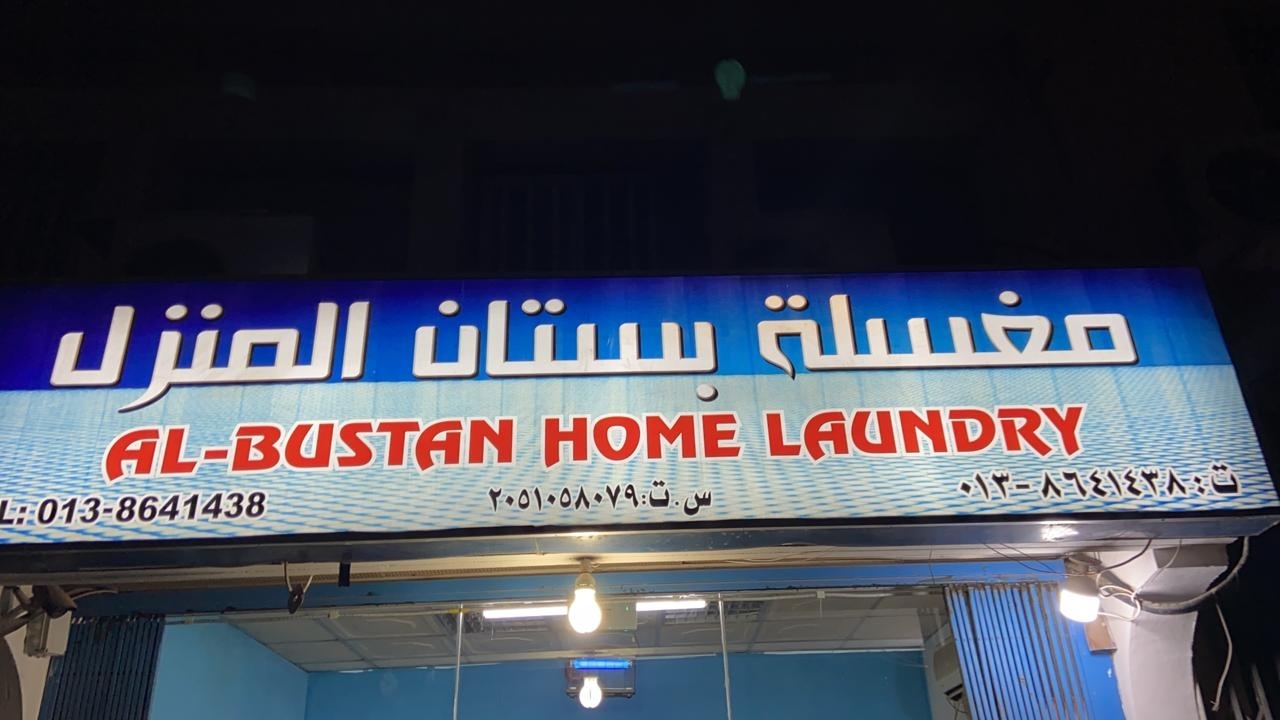 مغسلة بستان المنزل
AL-BUSTAN HOME LAUNDRY
L: 013-8641438 س.ت:٢٠٥١٠٥٨٠٧٩ ت: ٨٦٤١٤٣٨-٠١٣